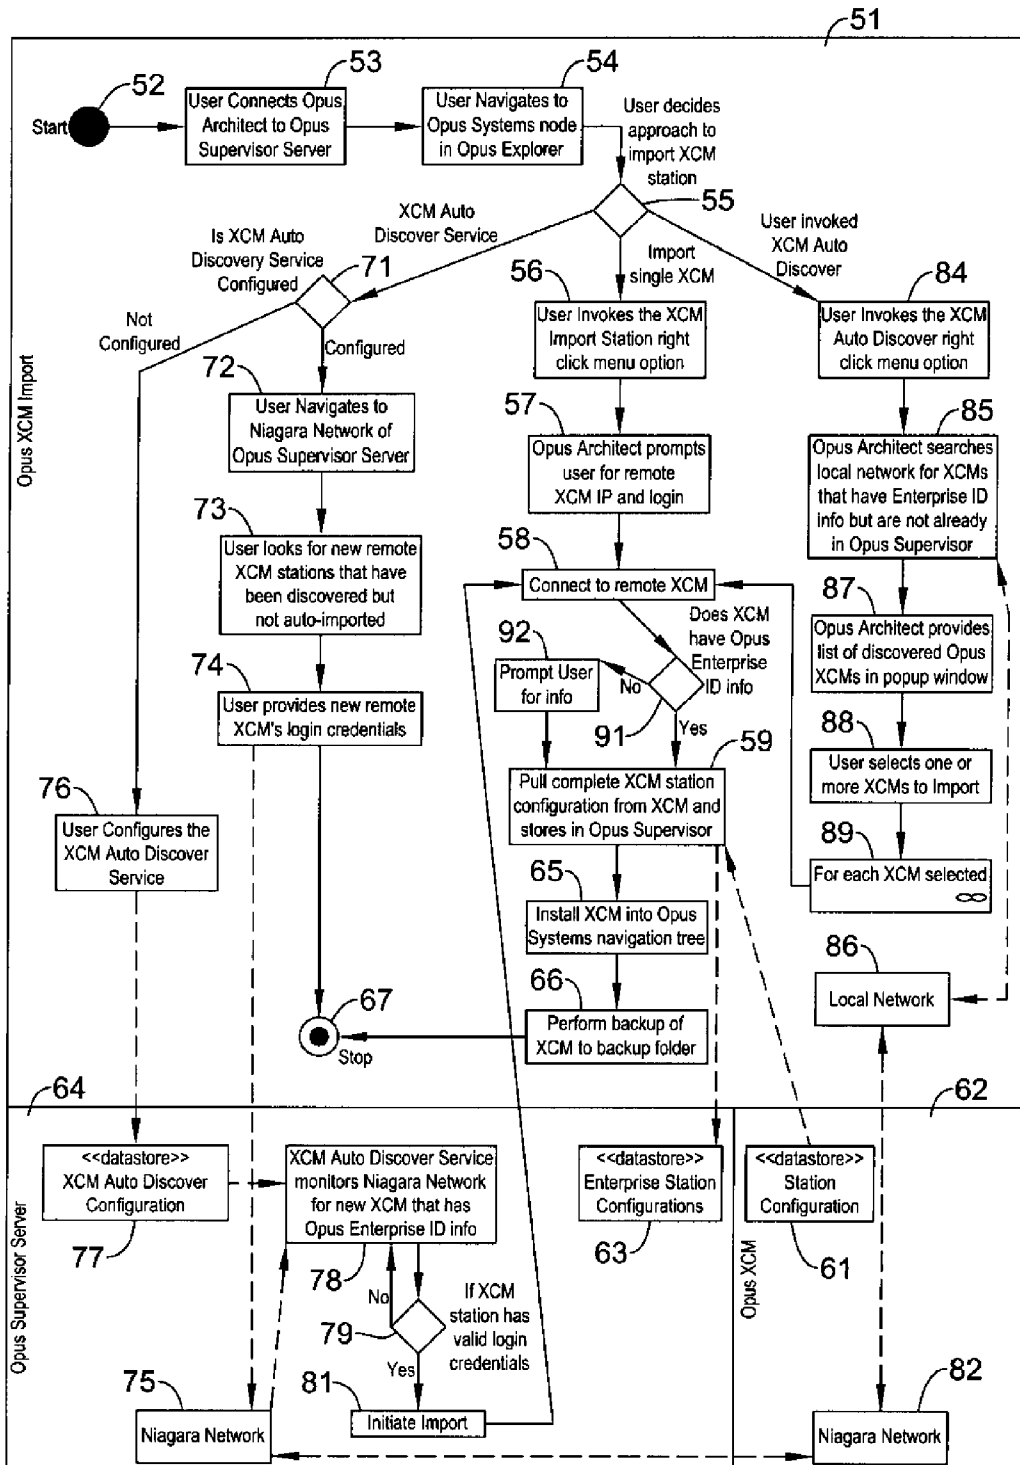 51
52
53
54
Start
User Connects Opus
Architect to Opus
Supervisor Server
User Navigates to
Opus Systems node
in Opus Explorer
User decides
approach to
import XCM
station
55
XCM Auto
Discover Service
Is XCM Auto
Discovery Service
Configured
71
Import
single XCM
User invoked
XCM Auto
Discover
56
84
Not
Configured
Configured
User Invokes the XCM
Import Station right
click menu option
User Invokes the XCM
Auto Discover right
click menu option
72
User Navigates to
Niagara Network of
Opus Supervisor Server
57
Opus Architect prompts
user for remote
XCM IP and login
85
Opus Architect searches
local network for XCMs
that have Enterprise ID
info but are not already
in Opus Supervisor
Opus XCM Import
73
User looks for new remote
XCM stations that have
been discovered but
not auto-imported
58
Connect to remote XCM
Does XCM
have Opus
Enterprise
ID info
87
Opus Architect provides
list of discovered Opus
XCMs in popup window
92
Prompt User
for info
No
91
Yes
74
User provides new remote
XCM's login credentials
59
Pull complete XCM station
configuration from XCM and
stores in Opus Supervisor
88
User selects one or
more XCMs to Import
76
User Configures the
XCM Auto Discover
Service
89
For each XCM selected
65
Install XCM into Opus
Systems navigation tree
86
Local Network
66
Perform backup of
XCM to backup folder
67
Stop
64
62
<<datastore>>
XCM Auto Discover
Configuration
77
XCM Auto Discover Service
monitors Niagara Network
for new XCM that has
Opus Enterprise ID info
78
<<datastore>>
Enterprise Station
Configurations
63
<<datastore>>
Station
Configuration
61
Opus Supervisor Server
Opus XCM
No
79
If XCM
station has
valid login
credentials
Yes
75
Niagara Network
81
Initiate Import
82
Niagara Network